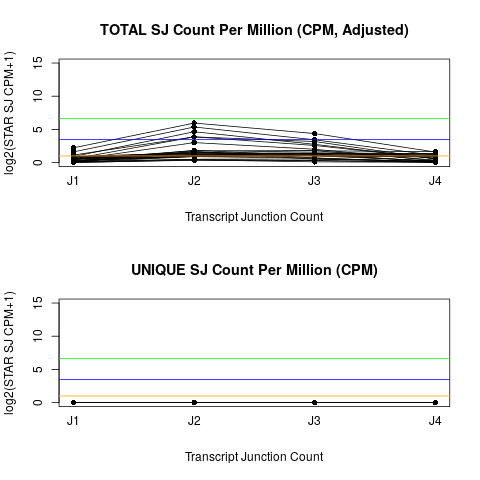 TOTAL SJ Count Per Million (CPM, Adjusted)
log2(STAR SJ CPM+1)
15
10
5
0
J1 J2 J3 J4
Transcript Junction Count
UNIQUE SJ Count Per Million (CPM)
log2(STAR SJ CPM+1)
15
10
5
0
J1 J2 J3 J4
Transcript Junction Count